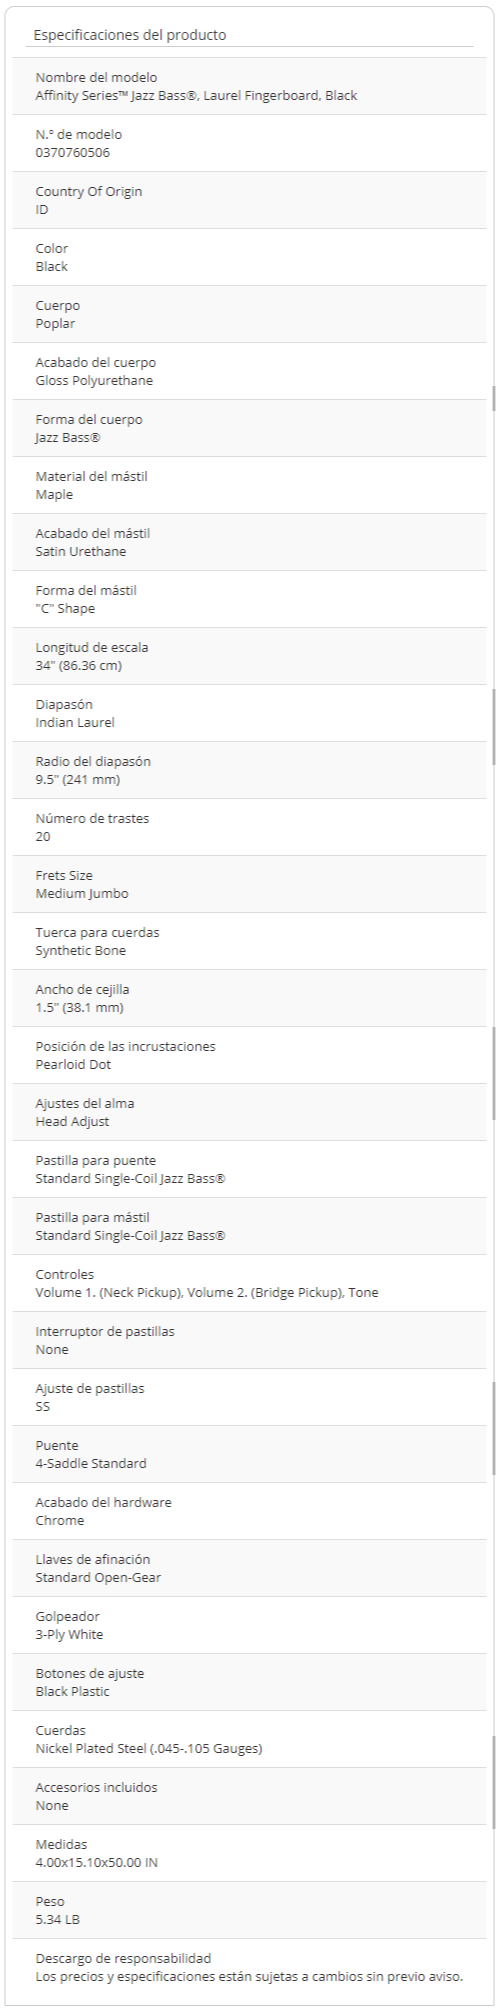 Especificaciones del producto
Nombre del modelo
Affinity Series™ Jazz Bass®, Laurel Fingerboard, Black
N.º de modelo
0370760506
Country Of Origin
ID
Color
Black
Cuerpo
Poplar
Acabado del cuerpo
Gloss Polyurethane
Forma del cuerpo
Jazz Bass®
Material del mástil
Maple
Acabado del mástil
Satin Urethane
Forma del mástil
"C" Shape
Longitud de escala
34" (86.36 cm)
Diapasón
Indian Laurel
Radio del diapasón
9.5" (241 mm)
Número de trastes
20
Frets Size
Medium Jumbo
Tuerca para cuerdas
Synthetic Bone
Ancho de cejilla
1.5" (38.1 mm)
Posición de las incrustaciones
Pearloid Dot
Ajustes del alma
Head Adjust
Pastilla para puente
Standard Single-Coil Jazz Bass®
Pastilla para mástil
Standard Single-Coil Jazz Bass®
Controles
Volume 1. (Neck Pickup), Volume 2. (Bridge Pickup), Tone
Interruptor de pastillas
None
Ajuste de pastillas
SS
Puente
4-Saddle Standard
Acabado del hardware
Chrome
Llaves de afinación
Standard Open-Gear
Golpeador
3-Ply White
Botones de ajuste
Black Plastic
Cuerdas
Nickel Plated Steel (.045-.105 Gauges)
Accesorios incluidos
None
Medidas
4.00x15.10x50.00 IN
Peso
5.34 LB
Descargo de responsabilidad
Los precios y especificaciones están sujetas a cambios sin previo aviso.